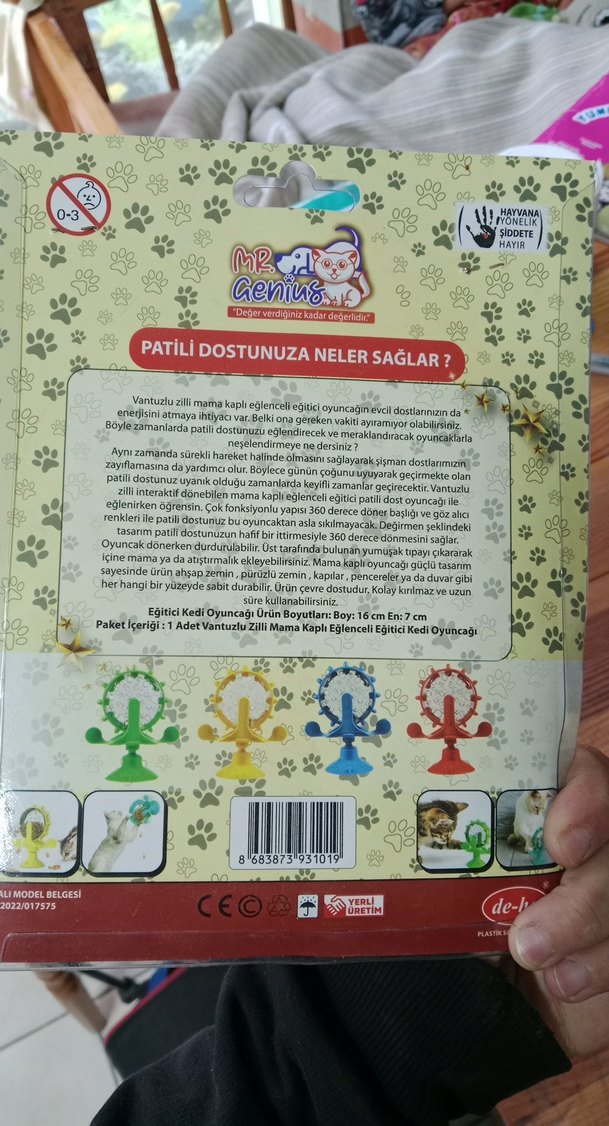 0-3
HAYVANA
YÖNELİK
ŞİDDETE
HAYIR
MR.
Genius
"Değer verdiğiniz kadar değerlidir."
PATİLİ DOSTUNUZA NELER SAĞLAR ?
Vantuzlu zilli mama kaplı eğlenceli eğitici oyuncağın evcil dostlarınızın da
enerjisini atmaya ihtiyacı var. Belki ona gereken vakiti ayıramıyor olabilirsiniz.
Böyle zamanlarda patili dostunuzu eğlendirecek ve meraklandıracak oyuncaklarla
neşelendirmeye ne dersiniz ?
Aynı zamanda sürekli hareket halinde olmasnı sağlayarak şişman dostlarımızın
zayıflamasına da yardımcı olur. Böylece günün çoğunu uyuyarak geçirmekte olan
patili dostunuz uyanık olduğu zamanlarda keyifli zamanlar geçirecektir. Vantuzlu
zilli interaktif dönebilen mama kaplı eğlenceli eğitici patili dost oyuncağı ile
eğlenirken öğrensin. Çok fonksiyonlu yapısı 360 derece döner başlığı ve göz alıcı
renkleri ile patili dostunuz bu oyuncaktan asla sıkılmayacak. Değirmen şeklindeki
tasarım patili dostunuzun hafif bir ittirmesiyle 360 derece dönmesini sağlar.
Oyuncak dönerken durdurulabilir. Üst tarafında bulunan yumuşak tıpayı çıkararak
içine mama ya da atıştırmalık ekleyebilirsiniz. Mama kabı oyuncağı güçlü tasarım
sayesinde ürün ahşap zemin , pürüzlü zemin , kapılar , pencereler ya da duvar gibi
her hangi bir yüzeyde sabit durabilir. Ürün çevre dostudur. Kolay kırılmaz ve uzun
süre kullanabilirsiniz.
Eğitici Kedi Oyuncağı Ürün Boyutları: Boy: 16 cm En: 7 cm
Paket İçeriği : 1 Adet Vantuzlu Zilli Mama Kaplı Eğlenceli Eğitici Kedi Oyuncağı
8 683873 931019
ALI MODEL BELGESİ
2022/017575
CE
YERLİ
ÜRETİM
PLASTİK